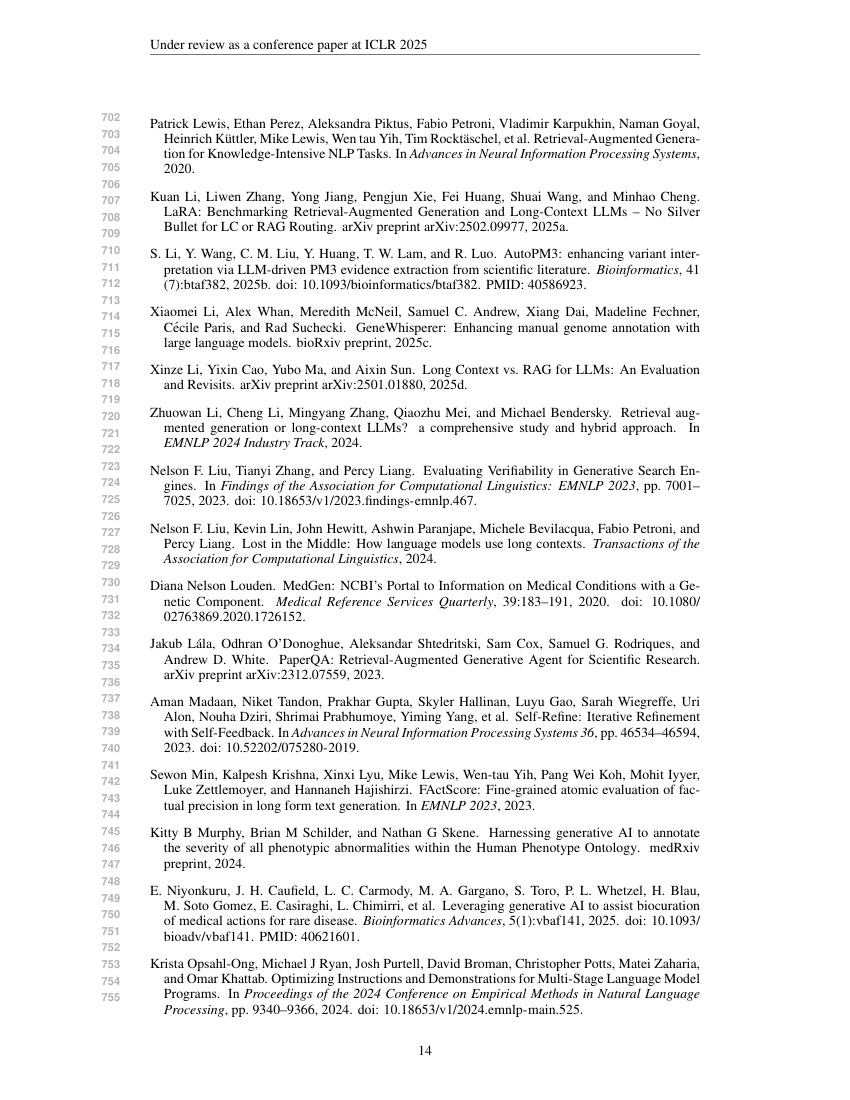 Under review as a conference paper at ICLR 2025
702
703
704
705
706
707
708
709
710
711
712
713
714
715
716
717
718
719
720
721
722
723
724
725
726
727
728
729
730
731
732
733
734
735
736
737
738
739
740
741
742
743
744
745
746
747
748
749
750
751
752
753
754
755
Patrick Lewis, Ethan Perez, Aleksandra Piktus, Fabio Petroni, Vladimir Karpukhin, Naman Goyal,
Heinrich Küttler, Mike Lewis, Wen tau Yih, Tim Rocktäschel, et al. Retrieval-Augmented Genera-
tion for Knowledge-Intensive NLP Tasks. In Advances in Neural Information Processing Systems,
2020.
Kuan Li, Liwen Zhang, Yong Jiang, Pengjun Xie, Fei Huang, Shuai Wang, and Minhao Cheng.
LaRA: Benchmarking Retrieval-Augmented Generation and Long-Context LLMs – No Silver
Bullet for LC or RAG Routing. arXiv preprint arXiv:2502.09977, 2025a.
S. Li, Y. Wang, C. M. Liu, Y. Huang, T. W. Lam, and R. Luo. AutoPM3: enhancing variant inter-
pretation via LLM-driven PM3 evidence extraction from scientific literature. Bioinformatics, 41
(7):btaf382, 2025b. doi: 10.1093/bioinformatics/btaf382. PMID: 40586923.
Xiaomei Li, Alex Whan, Meredith McNeil, Samuel C. Andrew, Xiang Dai, Madeline Fechner,
Cécile Paris, and Rad Suchecki. GeneWhisperer: Enhancing manual genome annotation with
large language models. bioRxiv preprint, 2025c.
Xinze Li, Yixin Cao, Yubo Ma, and Aixin Sun. Long Context vs. RAG for LLMs: An Evaluation
and Revisits. arXiv preprint arXiv:2501.01880, 2025d.
Zhuowan Li, Cheng Li, Mingyang Zhang, Qiaozhu Mei, and Michael Bendersky. Retrieval aug-
mented generation or long-context LLMs? a comprehensive study and hybrid approach. In
EMNLP 2024 Industry Track, 2024.
Nelson F. Liu, Tianyi Zhang, and Percy Liang. Evaluating Verifiability in Generative Search En-
gines. In Findings of the Association for Computational Linguistics: EMNLP 2023, pp. 7001–
7025, 2023. doi: 10.18653/v1/2023.findings-emnlp.467.
Nelson F. Liu, Kevin Lin, John Hewitt, Ashwin Paranjape, Michele Bevilacqua, Fabio Petroni, and
Percy Liang. Lost in the Middle: How language models use long contexts. Transactions of the
Association for Computational Linguistics, 2024.
Diana Nelson Louden. MedGen: NCBI's Portal to Information on Medical Conditions with a Ge-
netic Component. Medical Reference Services Quarterly, 39:183–191, 2020. doi: 10.1080/
02763869.2020.1726152.
Jakub Lála, Odhran O'Donoghue, Aleksandar Shtedritski, Sam Cox, Samuel G. Rodriques, and
Andrew D. White. PaperQA: Retrieval-Augmented Generative Agent for Scientific Research.
arXiv preprint arXiv:2312.07559, 2023.
Aman Madaan, Niket Tandon, Prakhar Gupta, Skyler Hallinan, Luyu Gao, Sarah Wiegreffe, Uri
Alon, Nouha Dziri, Shrimai Prabhumoye, Yiming Yang, et al. Self-Refine: Iterative Refinement
with Self-Feedback. In Advances in Neural Information Processing Systems 36, pp. 46534–46594,
2023. doi: 10.52202/075280-2019.
Sewon Min, Kalpesh Krishna, Xinxi Lyu, Mike Lewis, Wen-tau Yih, Pang Wei Koh, Mohit Iyyer,
Luke Zettlemoyer, and Hannaneh Hajishirzi. FActScore: Fine-grained atomic evaluation of fac-
tual precision in long form text generation. In EMNLP 2023, 2023.
Kitty B Murphy, Brian M Schilder, and Nathan G Skene. Harnessing generative AI to annotate
the severity of all phenotypic abnormalities within the Human Phenotype Ontology. medRxiv
preprint, 2024.
E. Niyonkuru, J. H. Caufield, L. C. Carmody, M. A. Gargano, S. Toro, P. L. Whetzel, H. Blau,
M. Soto Gomez, E. Casiraghi, L. Chimirri, et al. Leveraging generative AI to assist biocuration
of medical actions for rare disease. Bioinformatics Advances, 5(1):vbaf141, 2025. doi: 10.1093/
bioadv/vbaf141. PMID: 40621601.
Krista Opsahl-Ong, Michael J Ryan, Josh Purtell, David Broman, Christopher Potts, Matei Zaharia,
and Omar Khattab. Optimizing Instructions and Demonstrations for Multi-Stage Language Model
Programs. In Proceedings of the 2024 Conference on Empirical Methods in Natural Language
Processing, pp. 9340–9366, 2024. doi: 10.18653/v1/2024.emnlp-main.525.
14